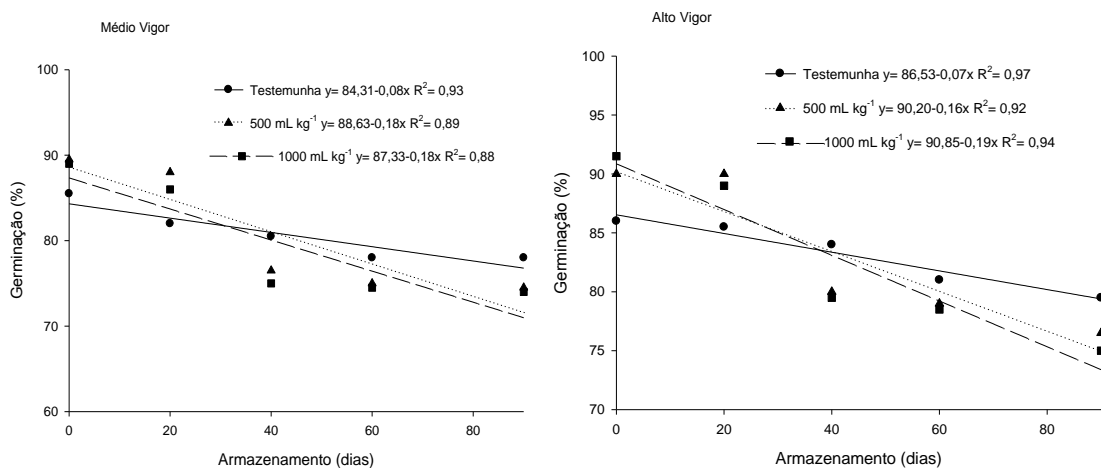 Médio Vigor
100
90
80
70
60
Germinação (%)
Testemunha y= 84,31-0,08x R²= 0,93
500 mL kg⁻¹ y= 88,63-0,18x R²= 0,89
1000 mL kg⁻¹ y= 87,33-0,18x R²= 0,88
0 20 40 60 80
Armazenamento (dias)
Alto Vigor
100
95
90
85
80
75
70
Germinação (%)
Testemunha y= 86,53-0,07x R²= 0,97
500 mL kg⁻¹ y= 90,20-0,16x R²= 0,92
1000 mL kg⁻¹ y= 90,85-0,19x R²= 0,94
0 20 40 60 80
Armazenamento (dias)